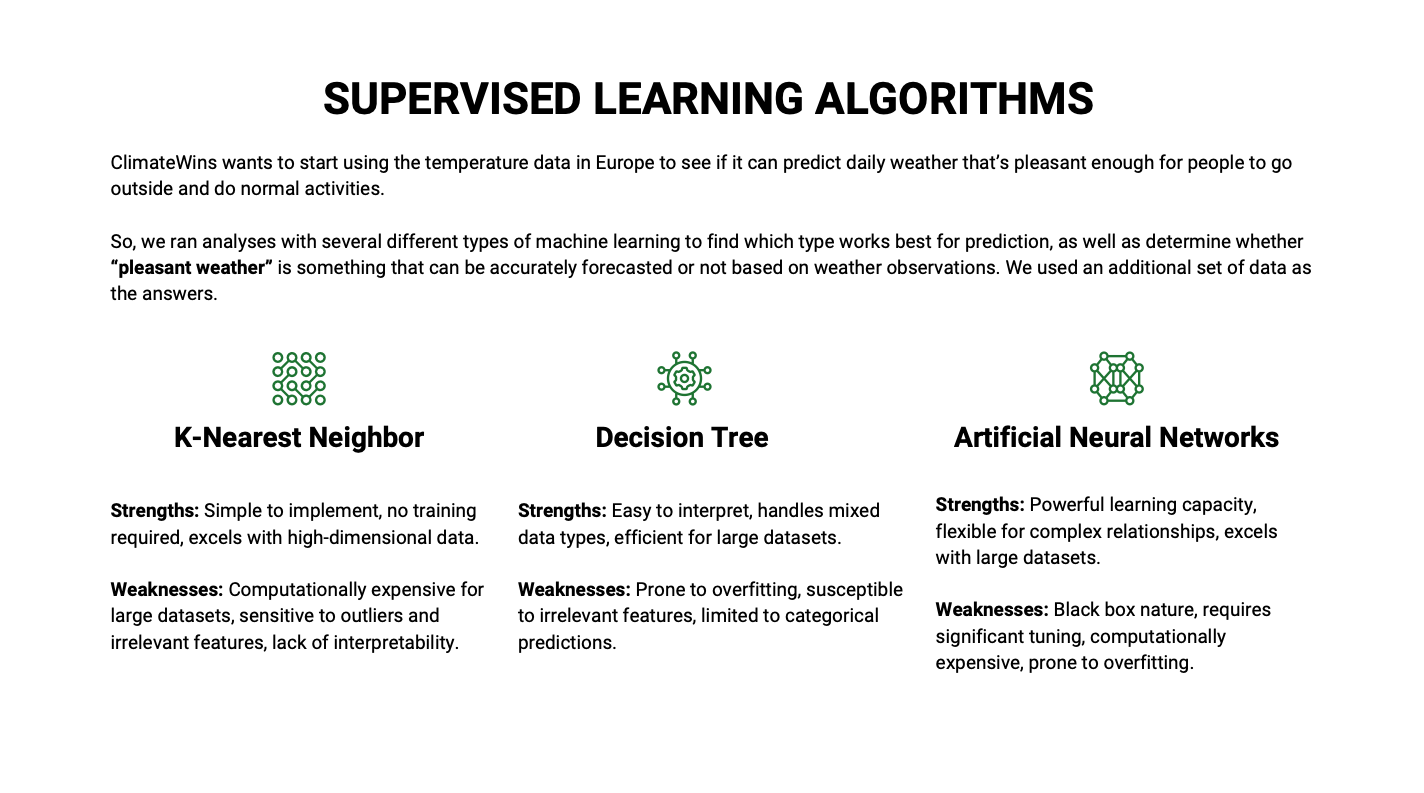 SUPERVISED LEARNING ALGORITHMS
ClimateWins wants to start using the temperature data in Europe to see if it can predict daily weather that’s pleasant enough for people to go
outside and do normal activities.
So, we ran analyses with several different types of machine learning to find which type works best for prediction, as well as determine whether
“pleasant weather” is something that can be accurately forecasted or not based on weather observations. We used an additional set of data as
the answers.
K-Nearest Neighbor
Strengths: Simple to implement, no training
required, excels with high-dimensional data.
Weaknesses: Computationally expensive for
large datasets, sensitive to outliers and
irrelevant features, lack of interpretability.
Decision Tree
Strengths: Easy to interpret, handles mixed
data types, efficient for large datasets.
Weaknesses: Prone to overfitting, susceptible
to irrelevant features, limited to categorical
predictions.
Artificial Neural Networks
Strengths: Powerful learning capacity,
flexible for complex relationships, excels
with large datasets.
Weaknesses: Black box nature, requires
significant tuning, computationally
expensive, prone to overfitting.